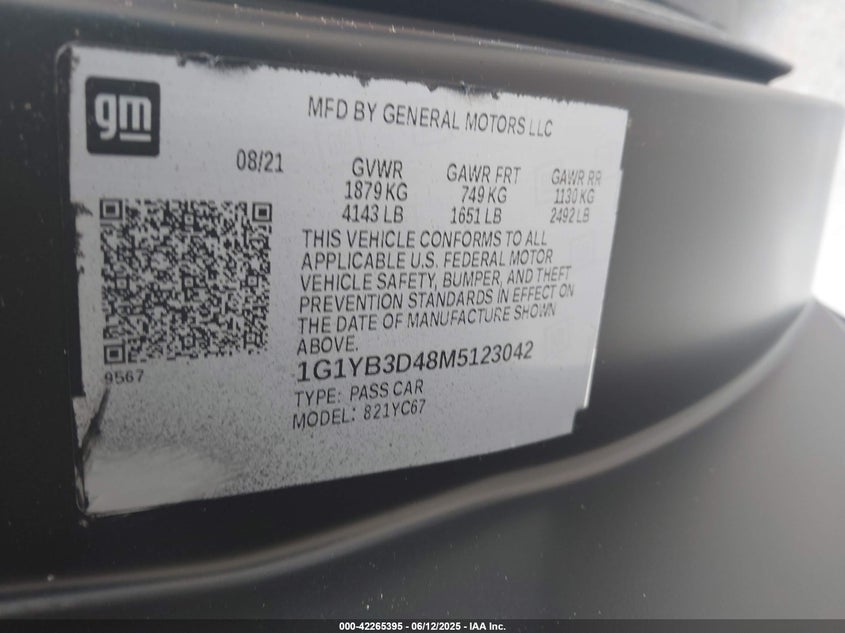 gm
MFD BY GENERAL MOTORS LLC
08/21
GVWR GAWR FRT GAWR RR
1879 KG 749 KG 1130 KG
4143 LB 1651 LB 2492 LB
THIS VEHICLE CONFORMS TO ALL
APPLICABLE U.S. FEDERAL MOTOR
VEHICLE SAFETY, BUMPER, AND THEFT
PREVENTION STANDARDS IN EFFECT ON
THE DATE OF MANUFACTURE SHOWN
ABOVE.
9567
1G1YB3D48M5123042
TYPE: PASS CAR
MODEL: 821YC67
000-42265395 - 06/12/2025 - IAA Inc.